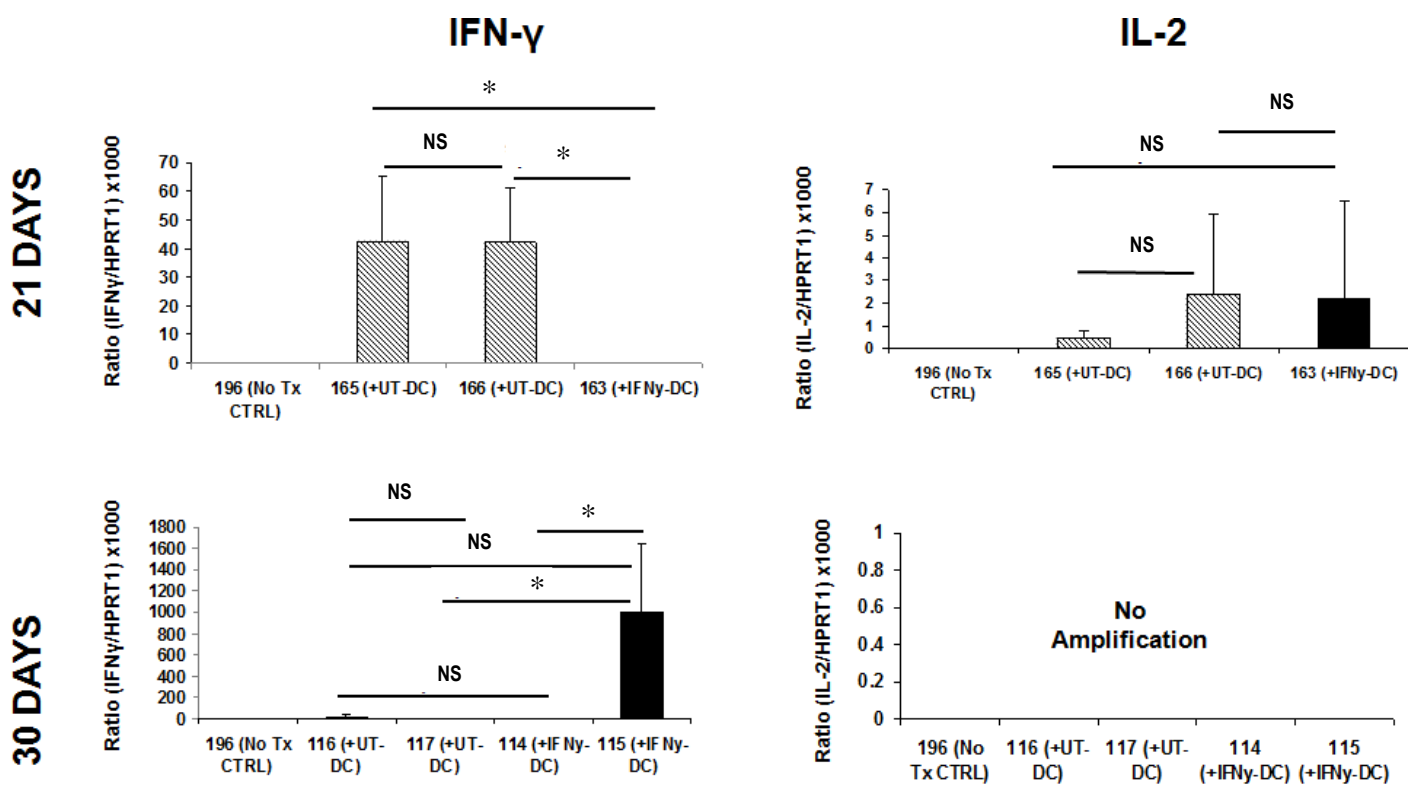 IFN-γ
IL-2
21 DAYS
Ratio (IFNγ/HPRT1) x1000
70
60
50
40
30
20
10
0
*
NS
*
196 (No Tx
CTRL)
165 (+UT-DC)
166 (+UT-DC)
163 (+IFNy-DC)
Ratio (IL-2/HPRT1) x1000
7
6
5
4
3
2
1
0
NS
NS
NS
196 (No Tx
CTRL)
165 (+UT-DC)
166 (+UT-DC)
163 (+IFNy-DC)
30 DAYS
Ratio (IFNγ/HPRT1) x1000
1800
1600
1400
1200
1000
800
600
400
200
0
NS
*
NS
*
NS
196 (No Tx
CTRL)
116 (+UT-
DC)
117 (+UT-
DC)
114 (+IFNy-
DC)
115 (+IFNy-
DC)
Ratio (IL-2/HPRT1) x1000
1
0.8
0.6
0.4
0.2
0
No
Amplification
196 (No
Tx CTRL)
116 (+UT-
DC)
117 (+UT-
DC)
114
(+IFNy-DC)
115
(+IFNy-DC)